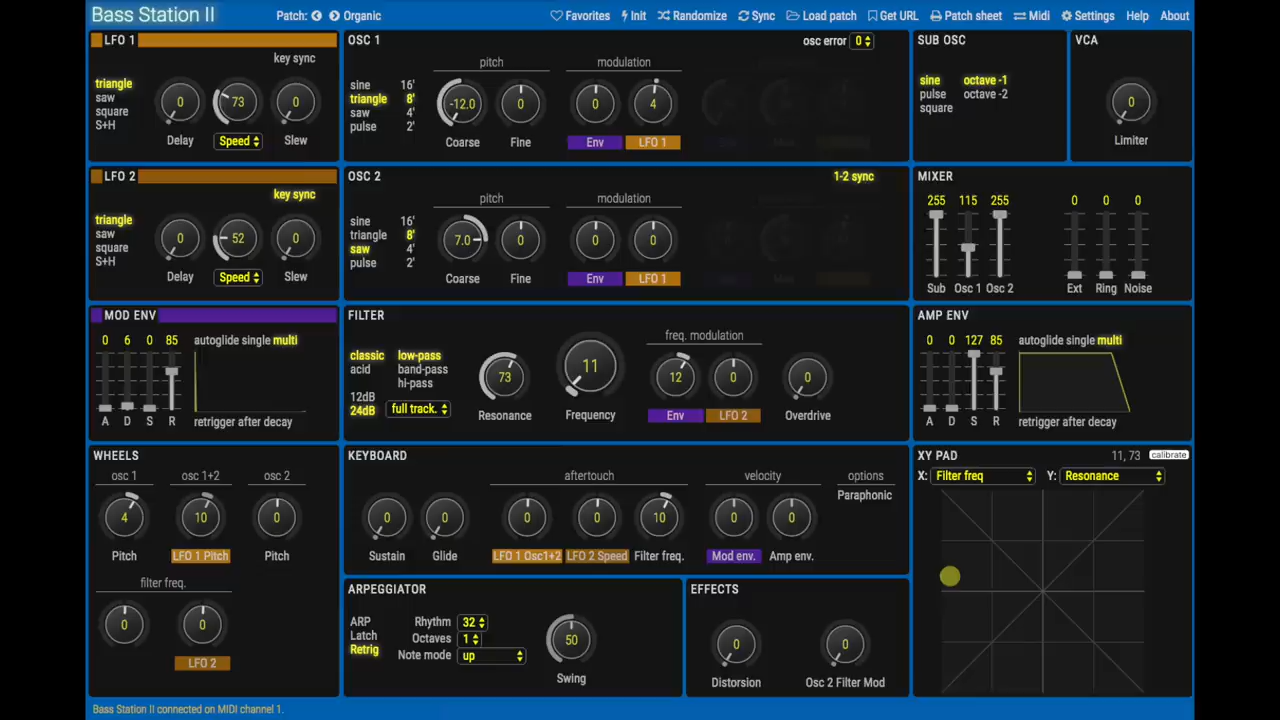 Bass Station II
Patch: Organic
Favorites Init Randomize Sync Load patch Get URL Patch sheet Midi Settings Help About
LFO 1
key sync
triangle
saw
square
S+H
0 73 0
Delay Speed Slew
OSC 1
osc error 0
pitch modulation
sine 16'
triangle 8'
saw 4'
pulse 2'
-12.0 0 0 4
Coarse Fine Env LFO 1
SUB OSC
sine octave -1
pulse octave -2
square
VCA
0
Limiter
LFO 2
key sync
triangle
saw
square
S+H
0 52 0
Delay Speed Slew
OSC 2
1-2 sync
pitch modulation
sine 16'
triangle 8'
saw 4'
pulse 2'
7.0 0 0 0
Coarse Fine Env LFO 1
MIXER
255 115 255 0 0 0
Sub Osc 1 Osc 2 Ext Ring Noise
MOD ENV
0 6 0 85
autoglide single multi
A D S R
retrigger after decay
FILTER
freq. modulation
classic low-pass
acid band-pass
hi-pass
12dB
24dB full track.
73 11 12 0 0
Resonance Frequency Env LFO 2 Overdrive
AMP ENV
0 0 127 85
autoglide single multi
A D S R
retrigger after decay
WHEELS
osc 1 osc 1+2 osc 2
4 10 0
Pitch LFO 1 Pitch Pitch
filter freq.
0 0
LFO 2
KEYBOARD
aftertouch velocity options
Paraphonic
0 0 0 0 10 0 0
Sustain Glide LFO 1 Osc1+2 LFO 2 Speed Filter freq. Mod env. Amp env.
ARPEGGIATOR
ARP Rhythm 32
Latch Octaves 1
Retrig Note mode up
50
Swing
EFFECTS
0 0
Distorsion Osc 2 Filter Mod
XY PAD 11, 73 calibrate
X: Filter freq Y: Resonance
Bass Station II connected on MIDI channel 1.